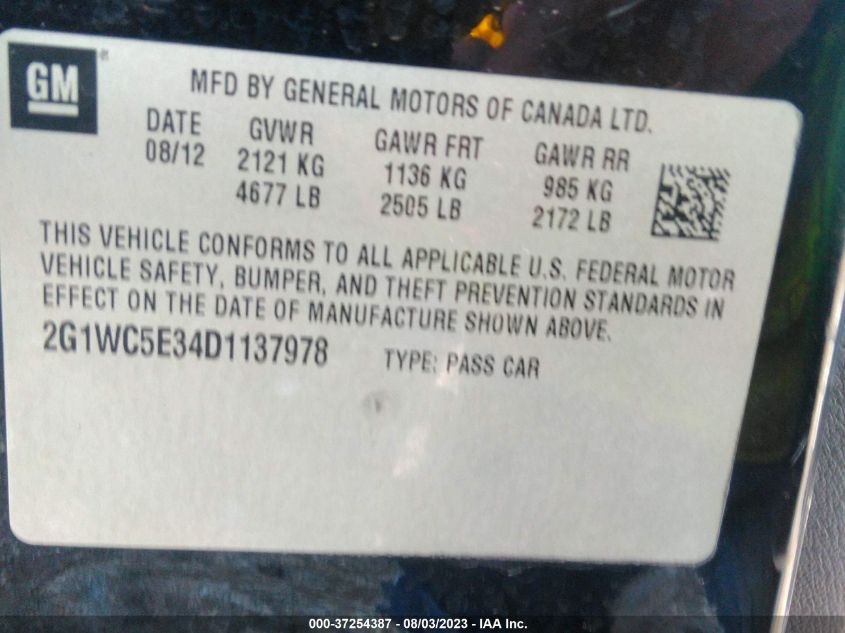 GM®
MFD BY GENERAL MOTORS OF CANADA LTD.
DATE GVWR GAWR FRT GAWR RR
08/12 2121 KG 1136 KG 985 KG
4677 LB 2505 LB 2172 LB
THIS VEHICLE CONFORMS TO ALL APPLICABLE U.S. FEDERAL MOTOR
VEHICLE SAFETY, BUMPER, AND THEFT PREVENTION STANDARDS IN
EFFECT ON THE DATE OF MANUFACTURE SHOWN ABOVE.
2G1WC5E34D1137978 TYPE: PASS CAR
000-37254387 - 08/03/2023 - IAA Inc.